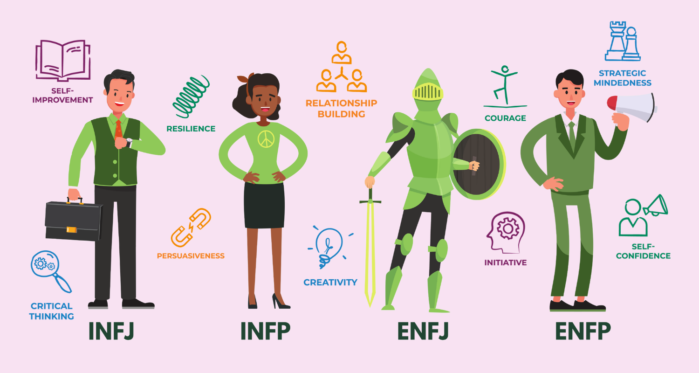 SELF-
IMPROVEMENT
RESILIENCE
RELATIONSHIP
BUILDING
COURAGE
STRATEGIC
MINDEDNESS
CRITICAL
THINKING
PERSUASIVENESS
CREATIVITY
INITIATIVE
SELF-
CONFIDENCE
INFJ
INFP
ENFJ
ENFP